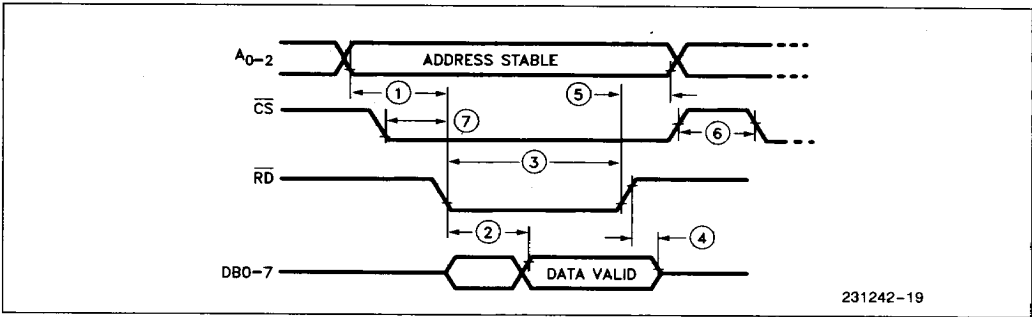 A0-2
ADDRESS STABLE
1
5
CS
7
6
3
RD
2
4
DB0-7
DATA VALID
231242-19